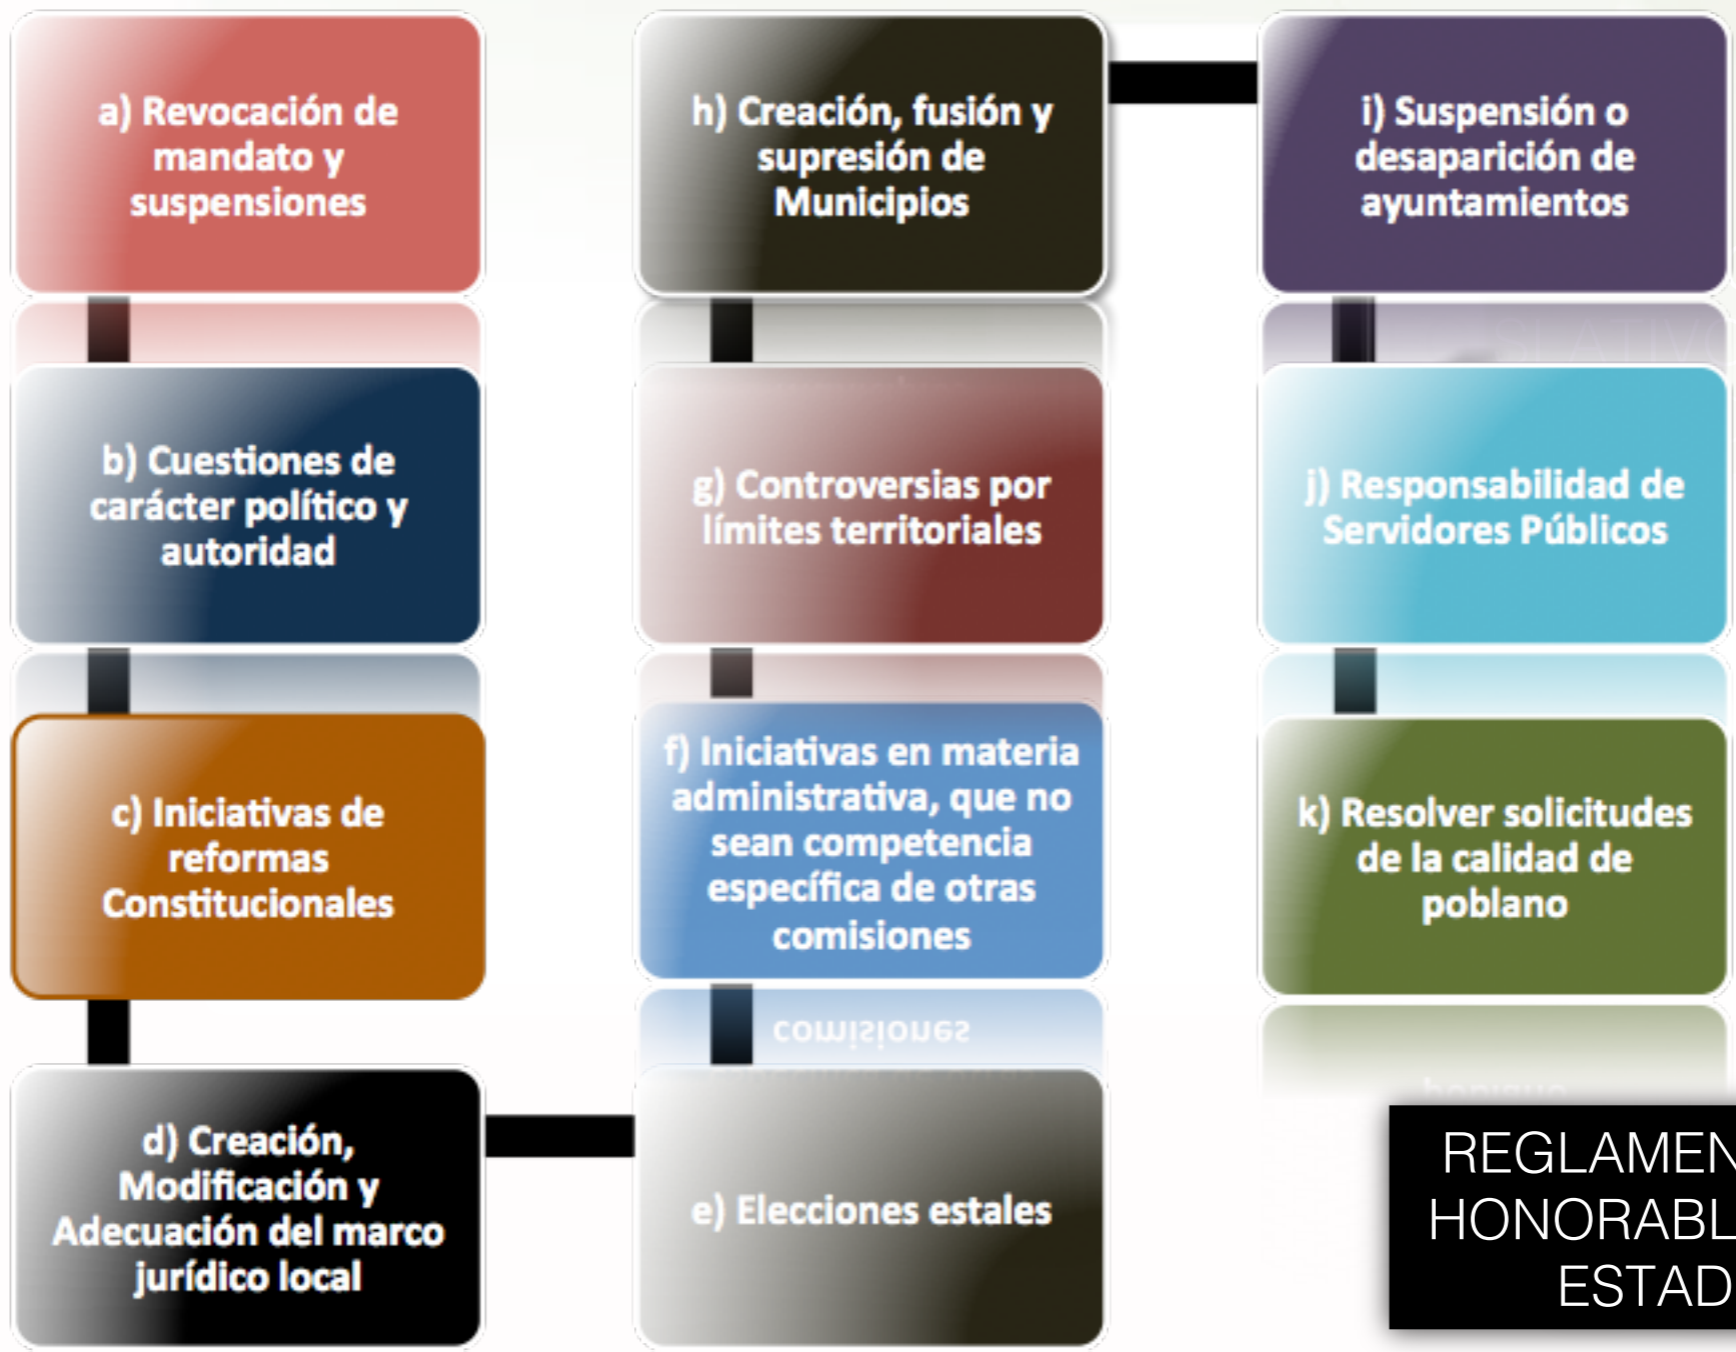 a) Revocación de
mandato y
suspensiones
b) Cuestiones de
carácter político y
autoridad
c) Iniciativas de
reformas
Constitucionales
d) Creación,
Modificación y
Adecuación del marco
jurídico local
e) Elecciones estales
f) Iniciativas en materia
administrativa, que no
sean competencia
específica de otras
comisiones
g) Controversias por
límites territoriales
h) Creación, fusión y
supresión de
Municipios
i) Suspensión o
desaparición de
ayuntamientos
j) Responsabilidad de
Servidores Públicos
k) Resolver solicitudes
de la calidad de
poblano
REGLAMEN
HONORABL
ESTAD